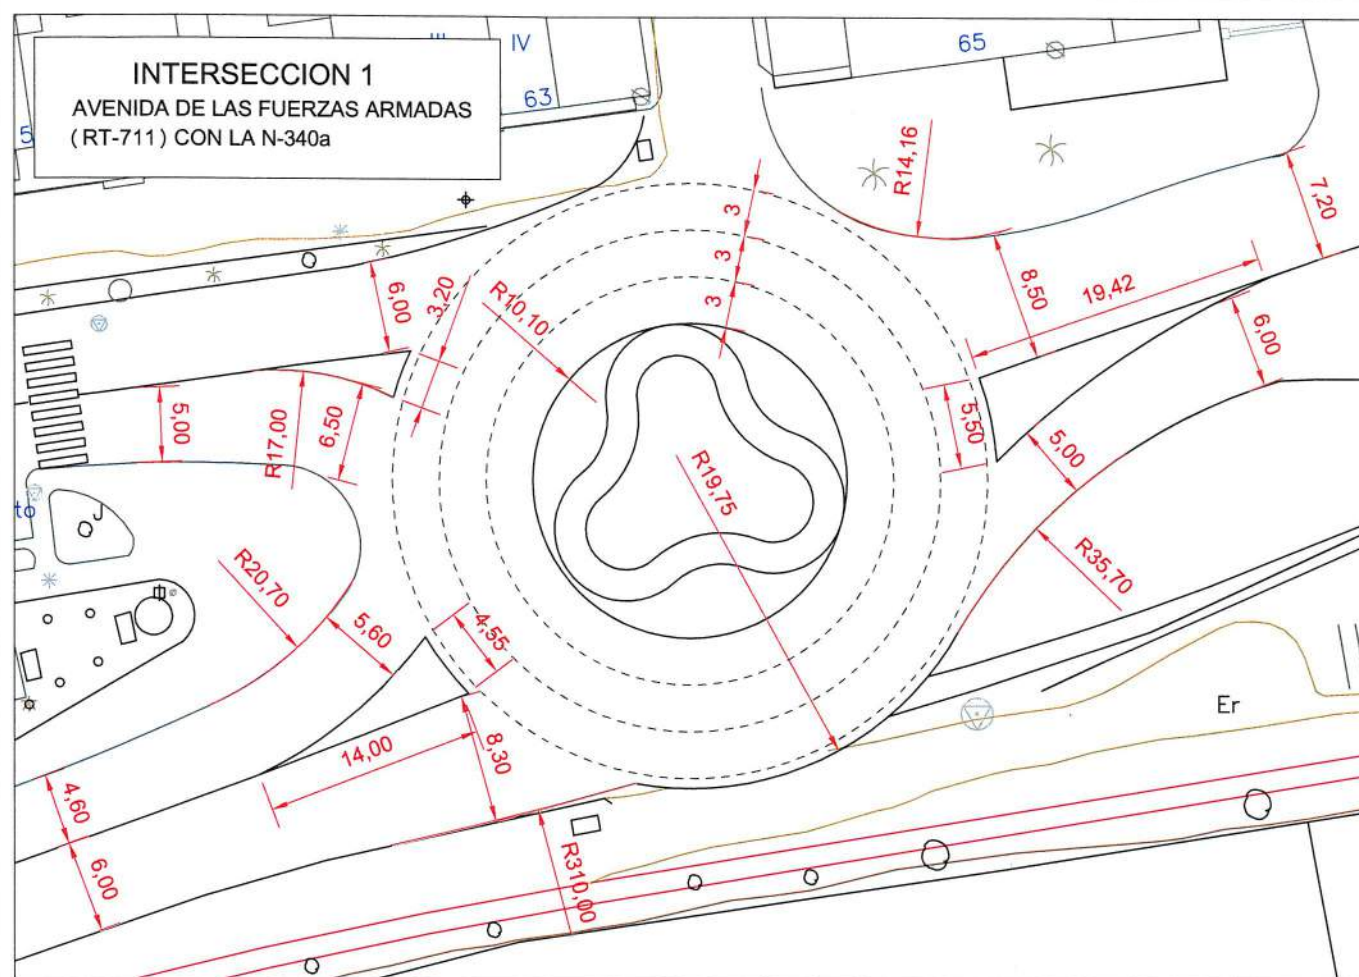 INTERSECCION 1
AVENIDA DE LAS FUERZAS ARMADAS
( RT-711 ) CON LA N-340a
III
IV
63
65
5
R14,16
7,20
3
3
3
6,00
3,20
R10,10
8,50
19,42
6,00
5,00
R17,00
6,50
5,50
5,00
R19,75
to
J
R20,70
5,60
4,55
R35,70
Er
14,00
8,30
4,60
6,00
R310,00